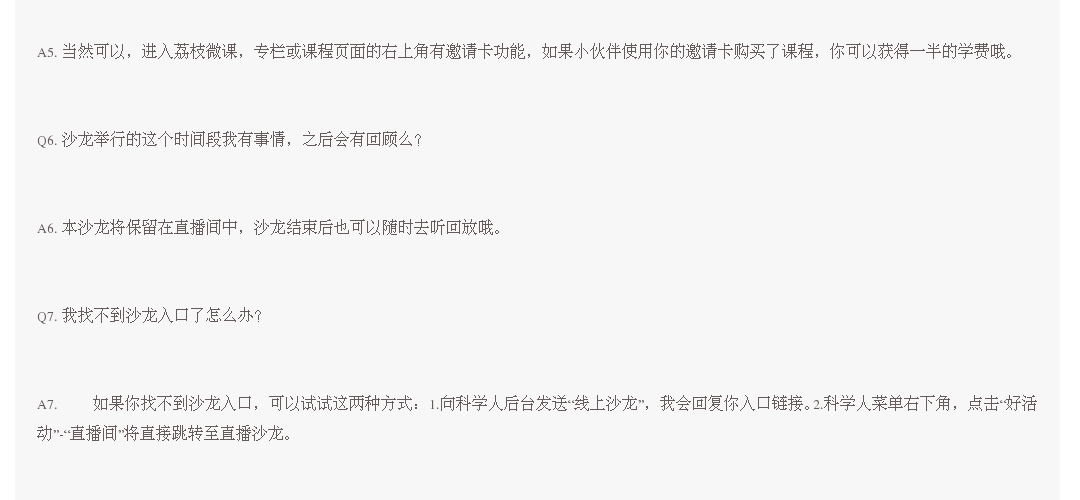 A5. 当然可以，进入荔枝微课，专栏或课程页面的右上角有邀请卡功能，如果小伙伴使用你的邀请卡购买了课程，你可以获得一半的学费哦。
Q6. 沙龙举行的这个时间段我有事情，之后会有回顾么？
A6. 本沙龙将保留在直播间中，沙龙结束后也可以随时去听回放哦。
Q7. 我找不到沙龙入口了怎么办？
A7. 如果你找不到沙龙入口，可以试试这两种方式：1.向科学人后台发送“线上沙龙”，我会回复你入口链接。2.科学人菜单右下角，点击“好活
动”-“直播间”将直接跳转至直播沙龙。